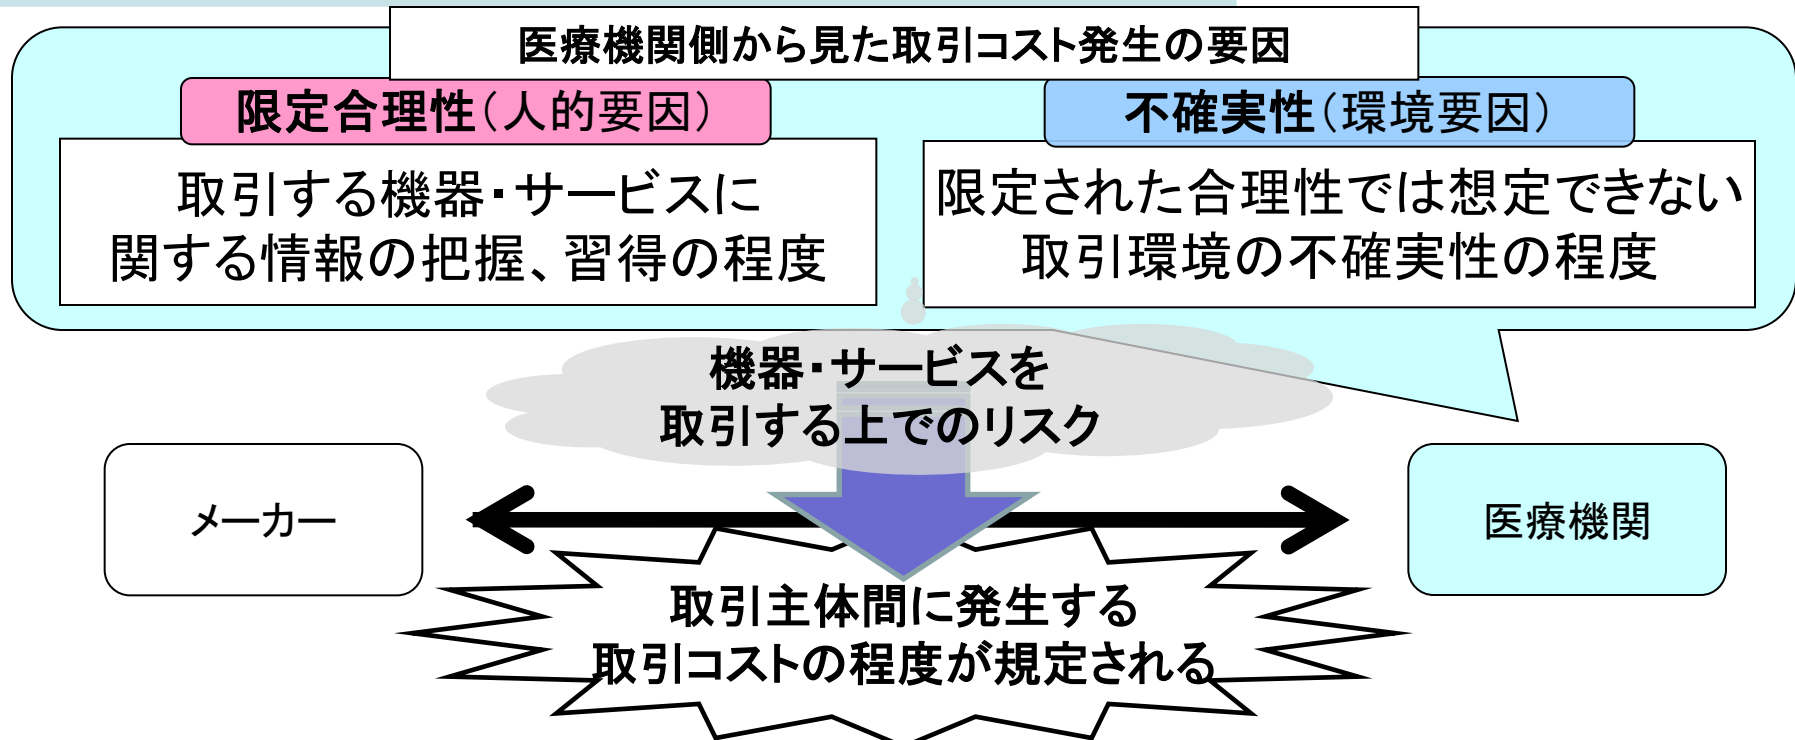 医療機関側から見た取引コスト発生の要因
限定合理性（人的要因）
取引する機器・サービスに
関する情報の把握、習得の程度
不確実性（環境要因）
限定された合理性では想定できない
取引環境の不確実性の程度
機器・サービスを
取引する上でのリスク
メーカー
医療機関
取引主体間に発生する
取引コストの程度が規定される